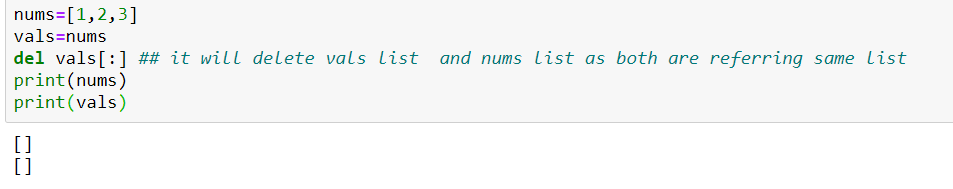 nums=[1,2,3]
vals=nums
del vals[:] ## it will delete vals list  and nums list as both are referring same list
print(nums)
print(vals)
[]
[]